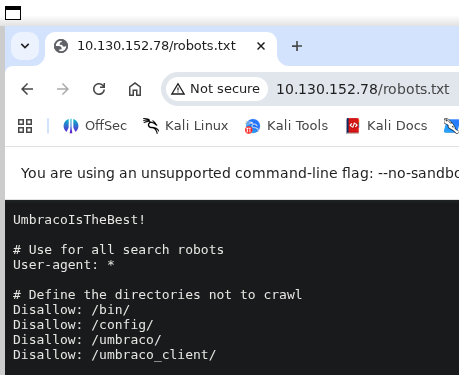 10.130.152.78/robots.txt
Not secure 10.130.152.78/robots.txt
OffSec Kali Linux Kali Tools Kali Docs
You are using an unsupported command-line flag: --no-sandbo
UmbracoIsTheBest!
# Use for all search robots
User-agent: *
# Define the directories not to crawl
Disallow: /bin/
Disallow: /config/
Disallow: /umbraco/
Disallow: /umbraco_client/